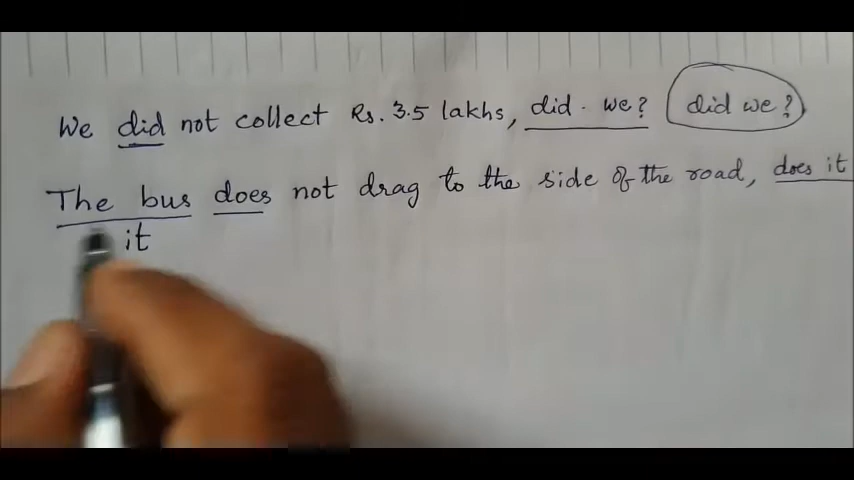 We did not collect Rs. 3.5 lakhs, did we? did we?
The bus does not drag to the side of the road, does it
it